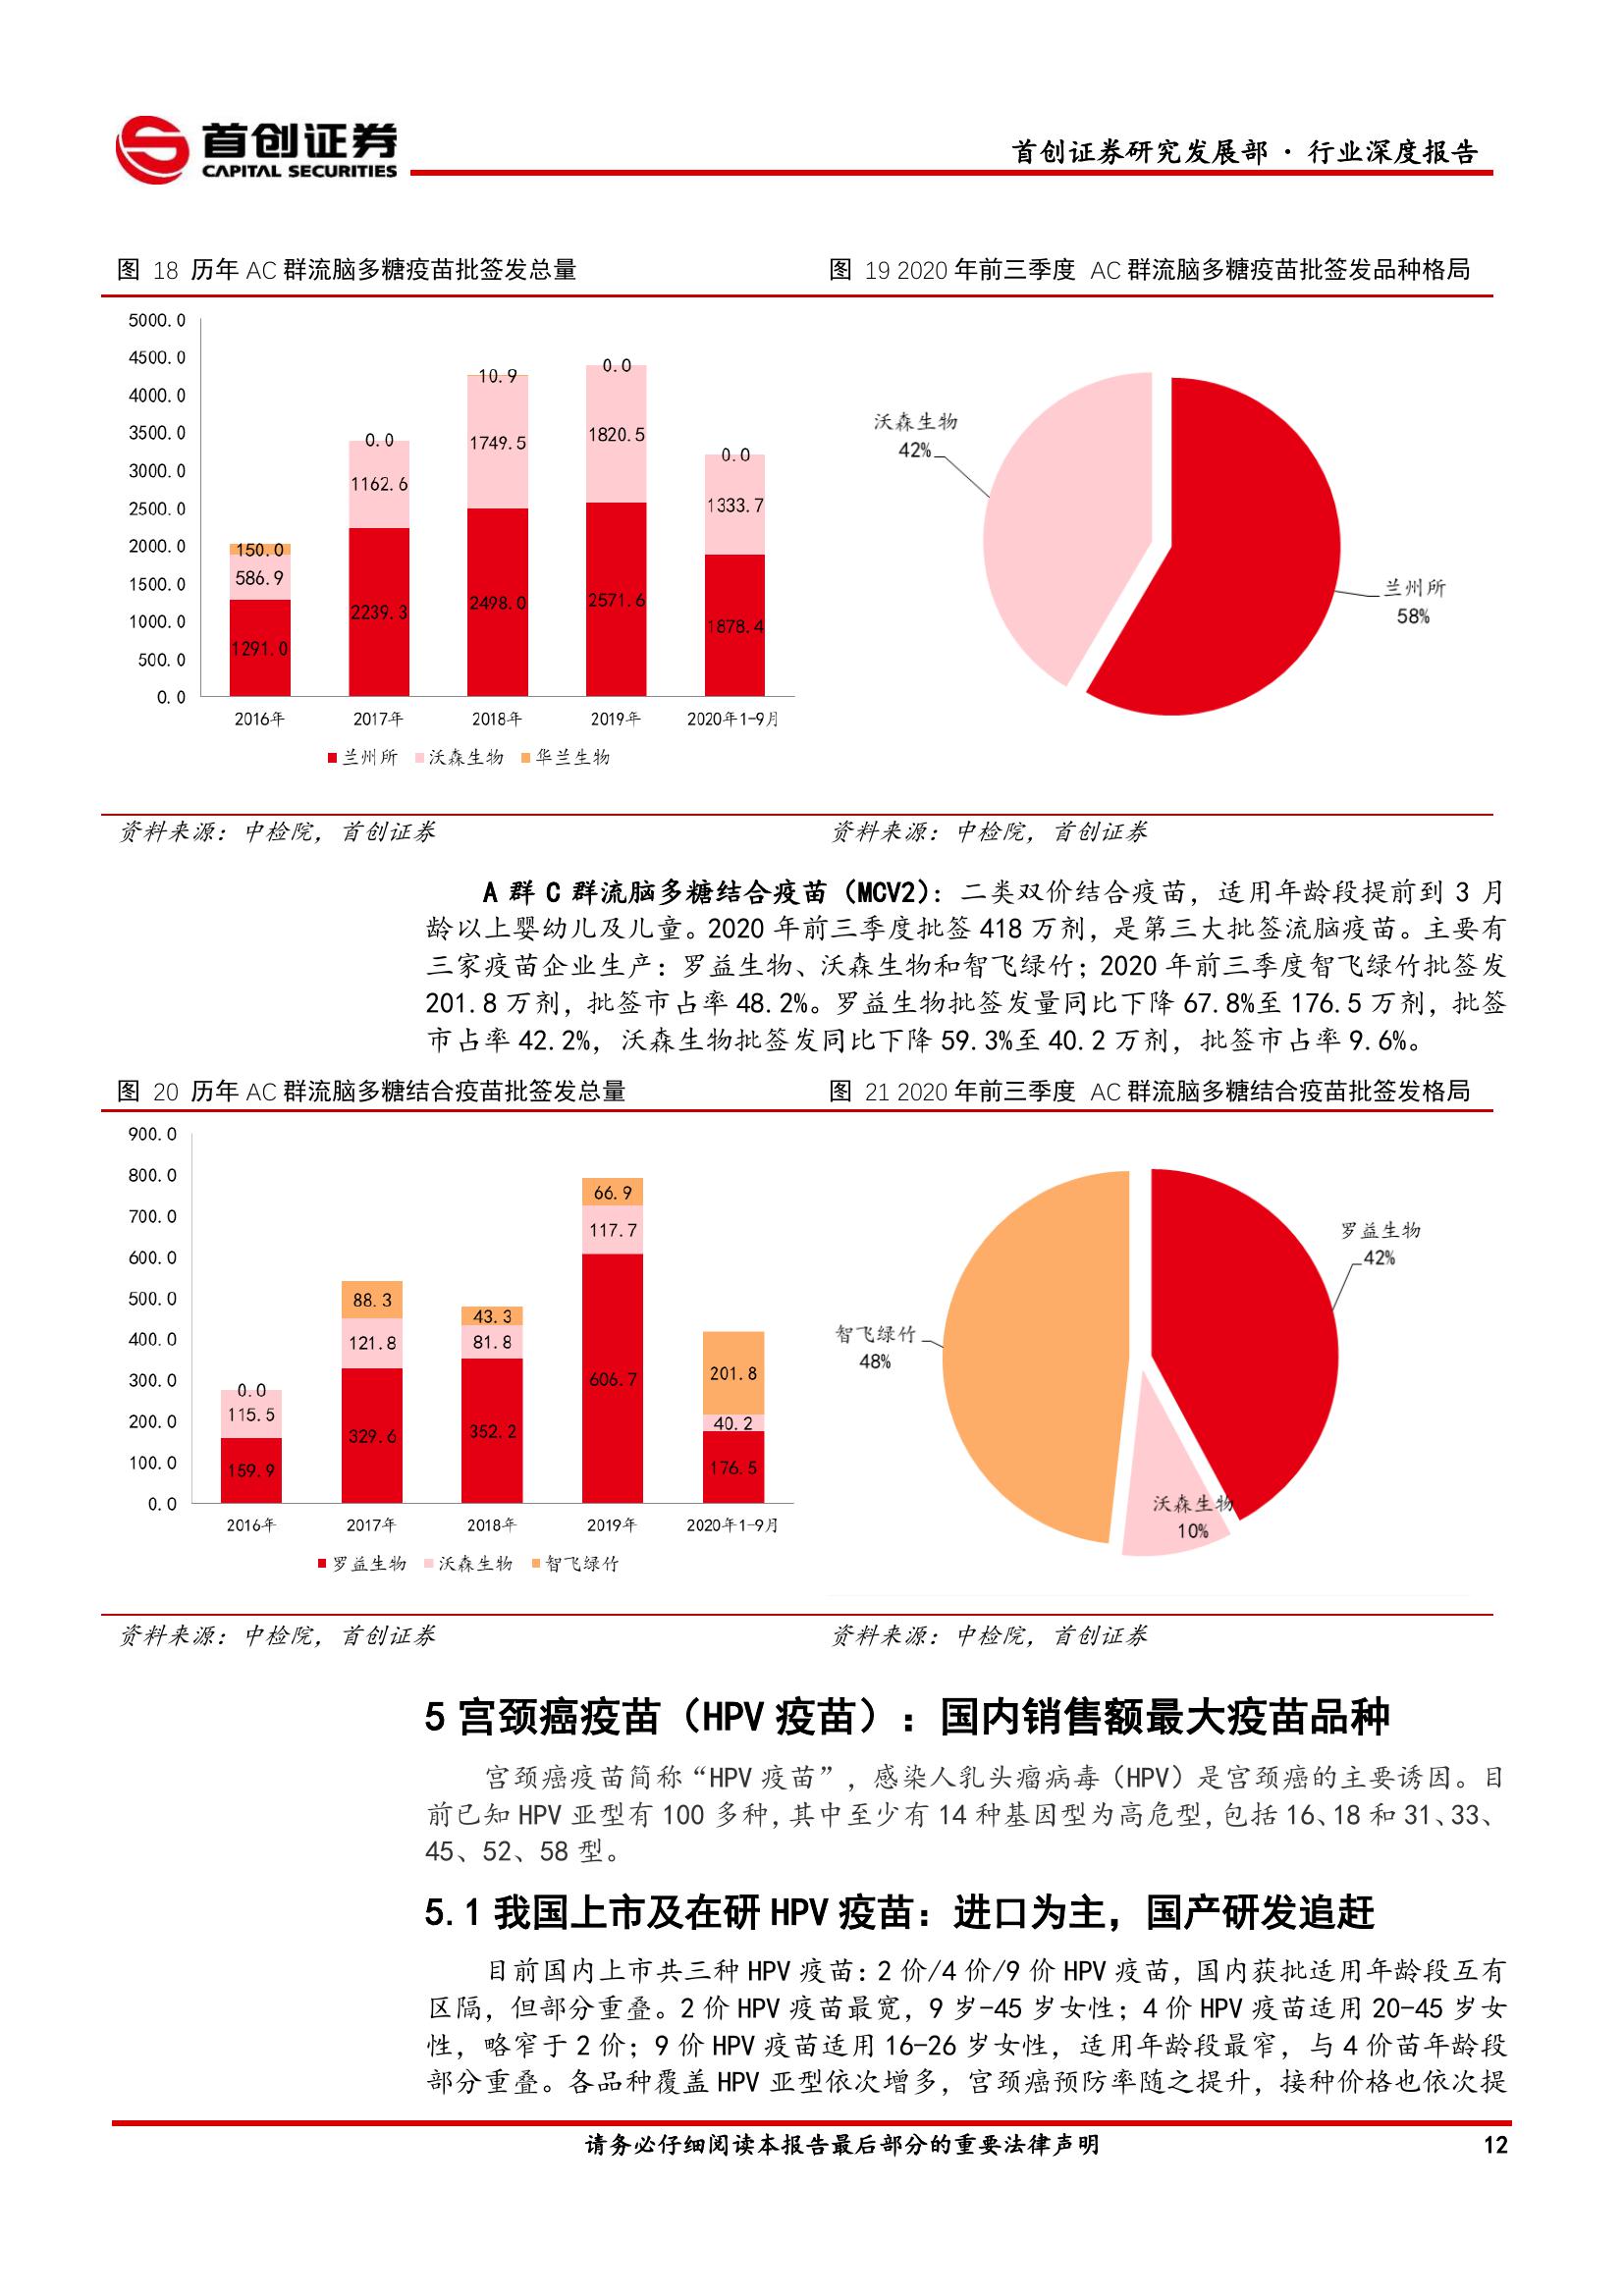 首创证券
CAPITAL SECURITIES
首创证券研究发展部 · 行业深度报告
图 18 历年 AC 群流脑多糖疫苗批签发总量
图 19 2020 年前三季度 AC 群流脑多糖疫苗批签发品种格局
5000.0
4500.0
4000.0
3500.0
3000.0
2500.0
2000.0
1500.0
1000.0
500.0
0.0
150.0
586.9
1291.0
0.0
1162.6
2239.3
10.9
1749.5
2498.0
0.0
1820.5
2571.6
0.0
1333.7
1878.4
2016年
2017年
2018年
2019年
2020年1-9月
兰州所
沃森生物
华兰生物
沃森生物
42%
兰州所
58%
资料来源：中检院，首创证券
资料来源：中检院，首创证券
A 群 C 群流脑多糖结合疫苗（MCV2）：二类双价结合疫苗，适用年龄段提前到 3 月
龄以上婴幼儿及儿童。2020 年前三季度批签 418 万剂，是第三大批签流脑疫苗。主要有
三家疫苗企业生产：罗益生物、沃森生物和智飞绿竹；2020 年前三季度智飞绿竹批签发
201.8 万剂，批签市占率 48.2%。罗益生物批签发量同比下降 67.8%至 176.5 万剂，批签
市占率 42.2%，沃森生物批签发同比下降 59.3%至 40.2 万剂，批签市占率 9.6%。
图 20 历年 AC 群流脑多糖结合疫苗批签发总量
图 21 2020 年前三季度 AC 群流脑多糖结合疫苗批签发格局
900.0
800.0
700.0
600.0
500.0
400.0
300.0
200.0
100.0
0.0
0.0
115.5
159.9
88.3
121.8
329.6
43.3
81.8
352.2
66.9
117.7
606.7
201.8
40.2
176.5
2016年
2017年
2018年
2019年
2020年1-9月
罗益生物
沃森生物
智飞绿竹
罗益生物
42%
智飞绿竹
48%
沃森生物
10%
资料来源：中检院，首创证券
资料来源：中检院，首创证券
5 宫颈癌疫苗（HPV 疫苗）：国内销售额最大疫苗品种
宫颈癌疫苗简称“HPV 疫苗”，感染人乳头瘤病毒（HPV）是宫颈癌的主要诱因。目
前已知 HPV 亚型有 100 多种，其中至少有 14 种基因型为高危型，包括 16、18 和 31、33、
45、52、58 型。
5.1 我国上市及在研 HPV 疫苗：进口为主，国产研发追赶
目前国内上市共三种 HPV 疫苗：2 价/4 价/9 价 HPV 疫苗，国内获批适用年龄段互有
区隔，但部分重叠。2 价 HPV 疫苗最宽，9 岁-45 岁女性；4 价 HPV 疫苗适用 20-45 岁女
性，略窄于 2 价；9 价 HPV 疫苗适用 16-26 岁女性，适用年龄段最窄，与 4 价苗年龄段
部分重叠。各品种覆盖 HPV 亚型依次增多，宫颈癌预防率随之提升，接种价格也依次提
请务必仔细阅读本报告最后部分的重要法律声明
12